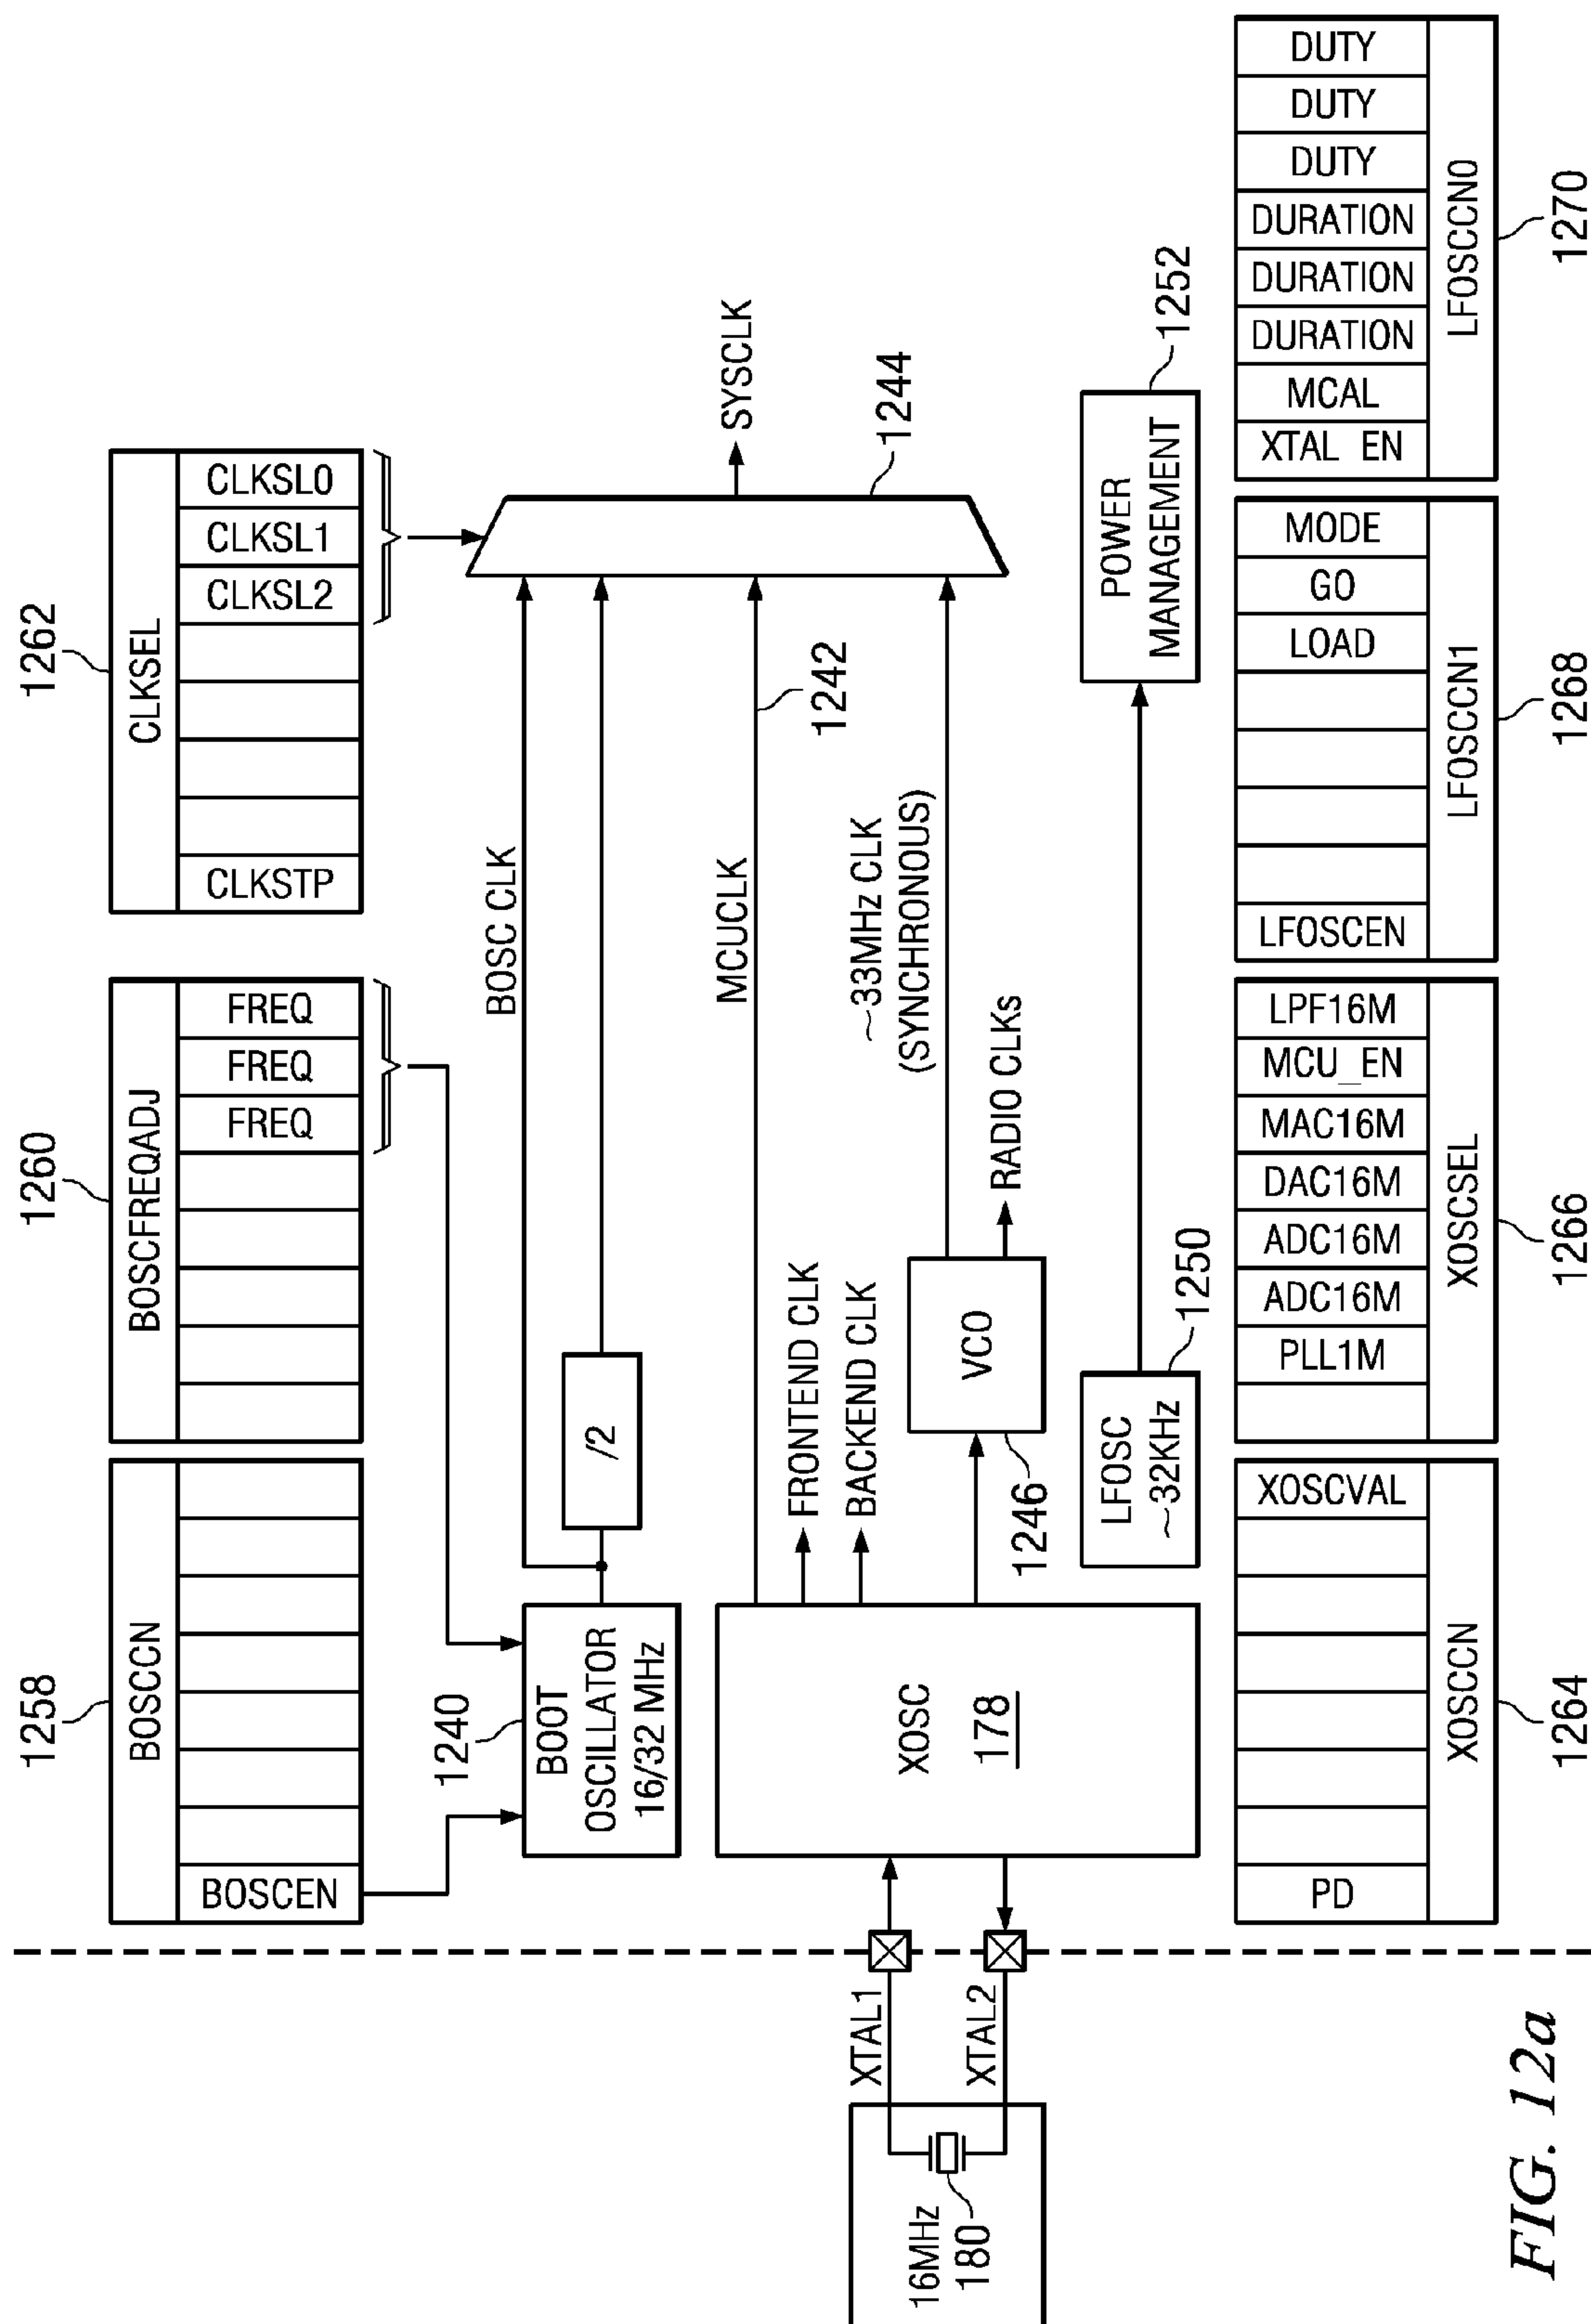 1258
BOSCCN
BOSCEN
1260
BOSCFREQADJ
FREQ
FREQ
FREQ
1262
CLKSEL
CLKSTP
CLKSL2
CLKSL1
CLKSL0
1240
BOOT
OSCILLATOR
16/32 MHz
/2
BOSC CLK
MCUCLK
1242
SYSCLK
1244
16MHz
180
XTAL1
XTAL2
XOSC
178
FRONTEND CLK
BACKEND CLK
VCO
1246
~33MHz CLK
(SYNCHRONOUS)
RADIO CLKs
LFOSC
~32KHz
1250
POWER
MANAGEMENT
1252
PD
XOSCVAL
XOSCCN
1264
PLL1M
ADC16M
ADC16M
DAC16M
MAC16M
MCU_EN
LPF16M
XOSCSEL
1266
LFOSCEN
LOAD
GO
MODE
LFOSCCN1
1268
XTAL EN
MCAL
DURATION
DURATION
DURATION
DUTY
DUTY
DUTY
LFOSCCN0
1270
FIG. 12a